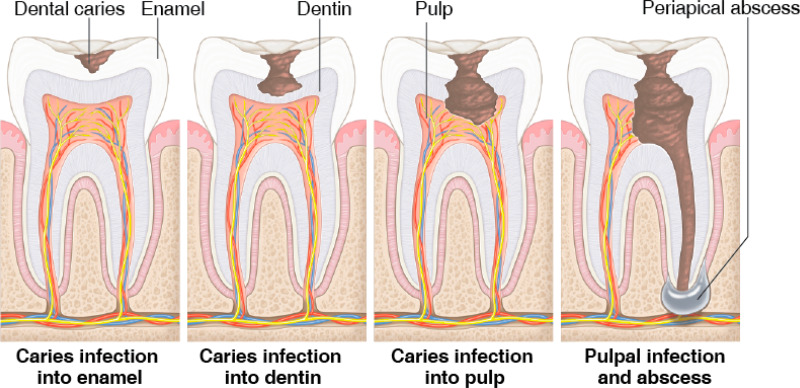 Dental caries
Enamel
Dentin
Pulp
Periapical abscess
Caries infection
into enamel
Caries infection
into dentin
Caries infection
into pulp
Pulpal infection
and abscess